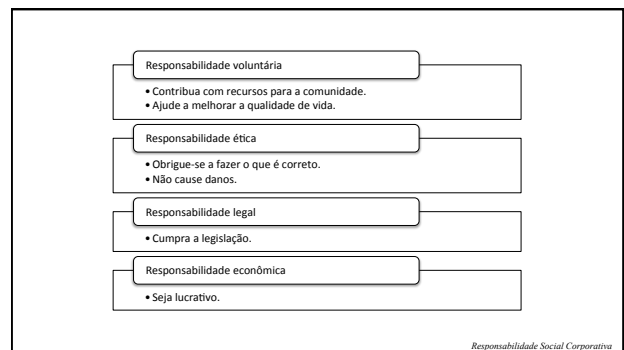 Responsabilidade voluntária
• Contribua com recursos para a comunidade.
• Ajude a melhorar a qualidade de vida.
Responsabilidade ética
• Obrigue-se a fazer o que é correto.
• Não cause danos.
Responsabilidade legal
• Cumpra a legislação.
Responsabilidade econômica
• Seja lucrativo.
Responsabilidade Social Corporativa